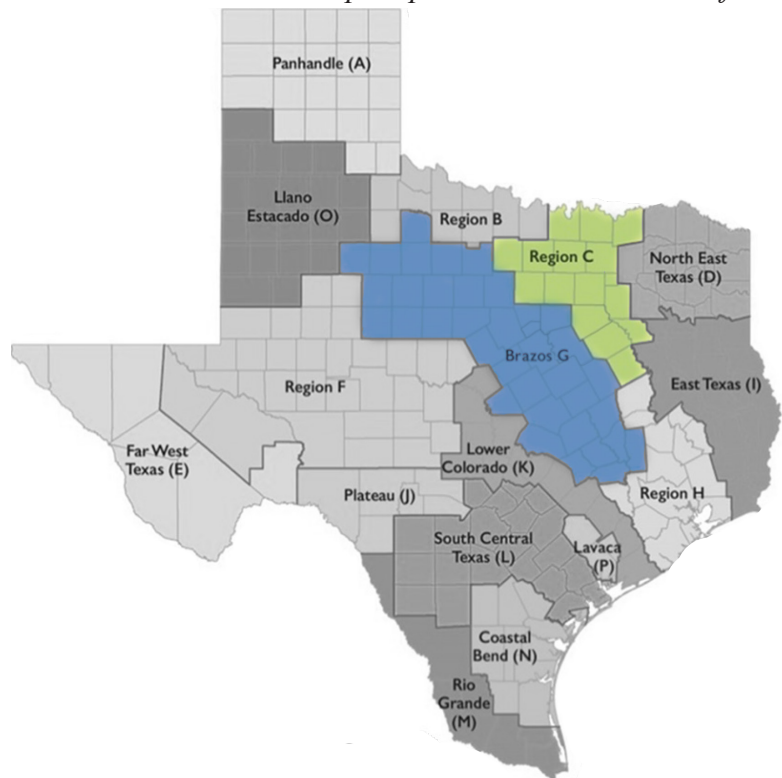 Panhandle (A)
Llano
Estacado (O)
Region B
Region C
North East
Texas (D)
Brazos G
East Texas (I)
Region F
Far West
Texas (E)
Lower
Colorado (K)
Plateau (J)
Region H
South Central
Texas (L)
Lavaca
(P)
Coastal
Bend (N)
Rio
Grande
(M)